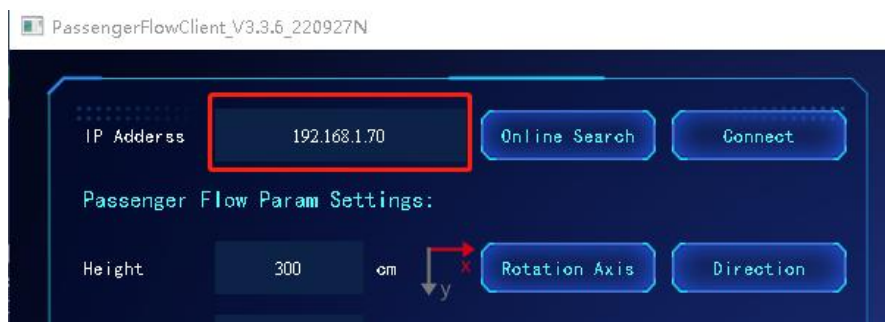 PassengerFlowClient_V3.3.6_220927N
IP Adderss 192.168.1.70 Online Search Connect
Passenger Flow Param Settings:
Height 300 cm x Rotation Axis Direction
y